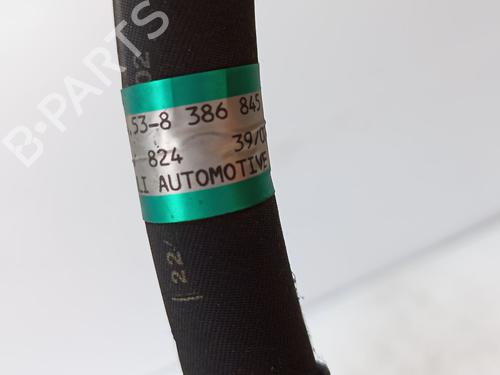 .53-8 386 845
824 39/0
LI AUTOMOTIVE
22
B-PARTS